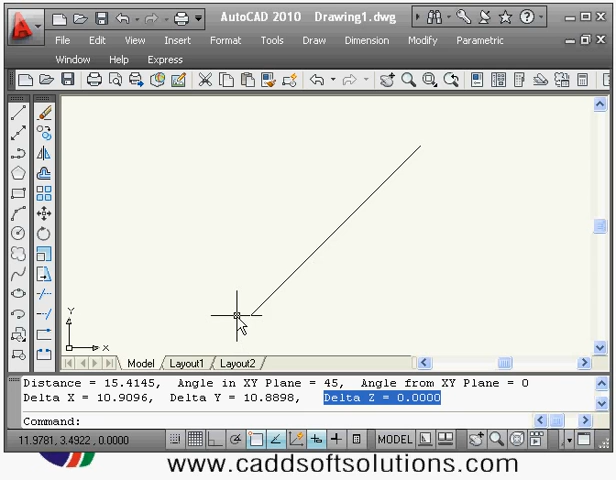 AutoCAD 2010 Drawing1.dwg
File Edit View Insert Format Tools Draw Dimension Modify Parametric
Window Help Express
Y
X
Model Layout1 Layout2
Distance = 15.4145, Angle in XY Plane = 45, Angle from XY Plane = 0
Delta X = 10.9096, Delta Y = 10.8898, Delta Z = 0.0000
Command:
11.9781, 3.4922, 0.0000 MODEL
www.caddsoftsolutions.com